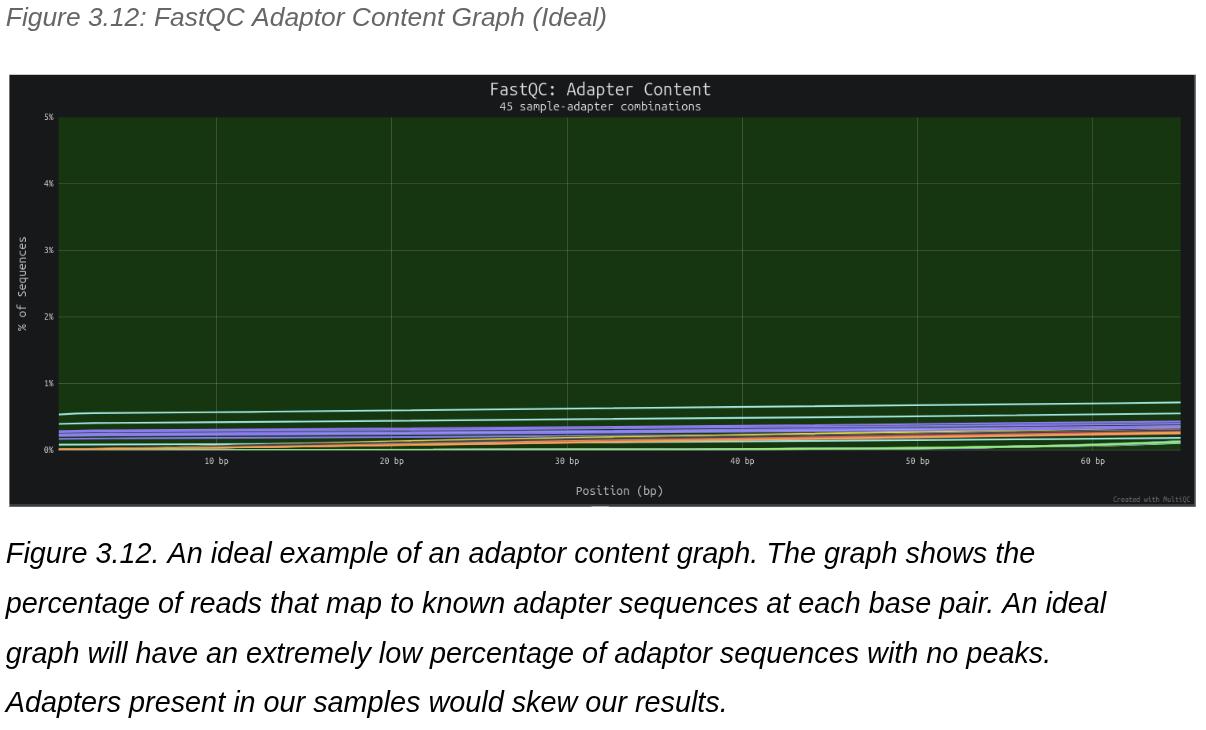 Figure 3.12: FastQC Adaptor Content Graph (Ideal)
FastQC: Adapter Content
45 sample-adapter combinations
5%
4%
3%
2%
1%
0%
% of Sequences
10 bp
20 bp
30 bp
40 bp
50 bp
60 bp
Position (bp)
Created with MultiQC
Figure 3.12. An ideal example of an adaptor content graph. The graph shows the
percentage of reads that map to known adapter sequences at each base pair. An ideal
graph will have an extremely low percentage of adaptor sequences with no peaks.
Adapters present in our samples would skew our results.